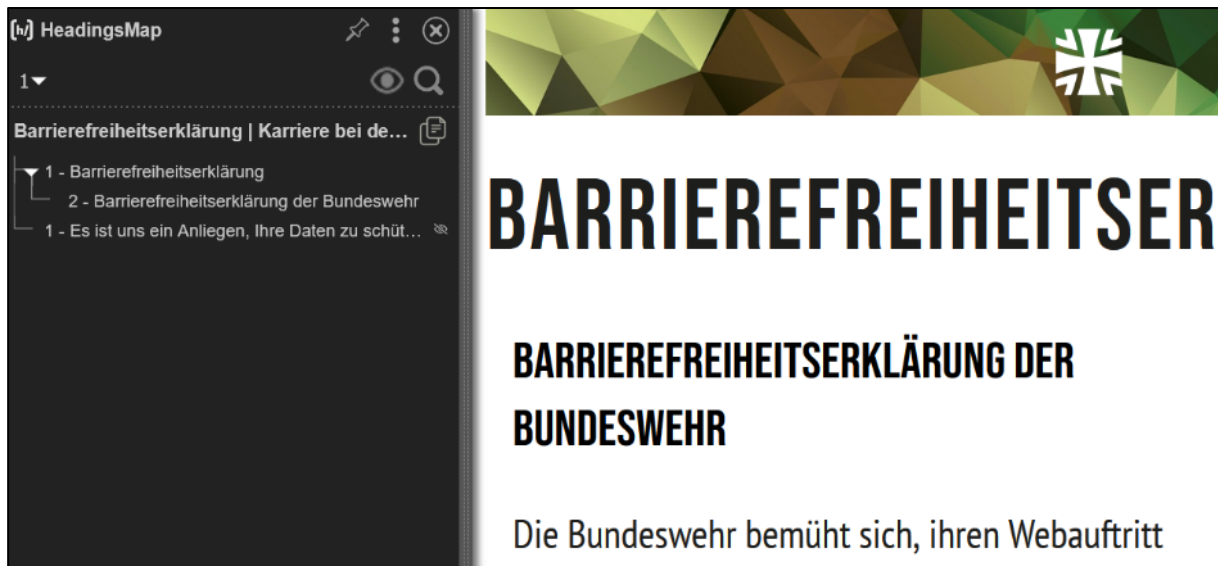 HeadingsMap
1
Barrierefreiheitserklärung | Karriere bei de...
1 - Barrierefreiheitserklärung
2 - Barrierefreiheitserklärung der Bundeswehr
1 - Es ist uns ein Anliegen, Ihre Daten zu schüt...
BARRIEREFREIHEITSER
BARRIEREFREIHEITSERKLÄRUNG DER
BUNDESWEHR
Die Bundeswehr bemüht sich, ihren Webauftritt